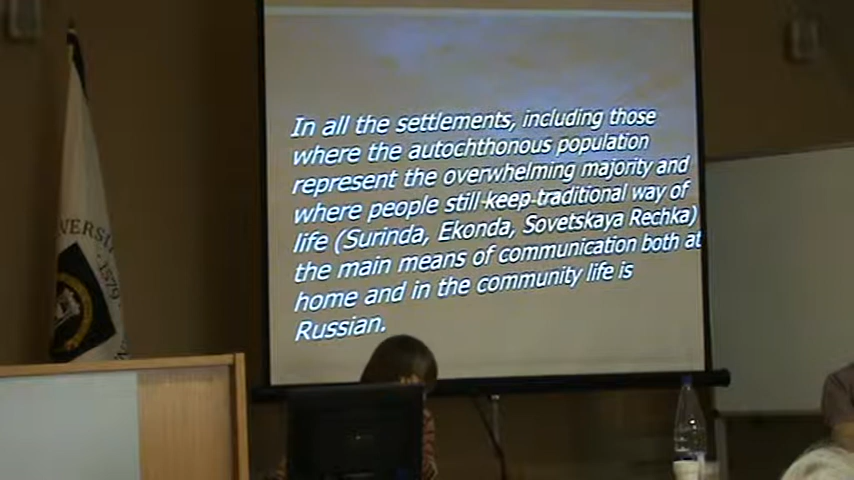 In all the settlements, including those
where the autochthonous population
represent the overwhelming majority and
where people still keep traditional way of
life (Surinda, Ekonda, Sovetskaya Rechka)
the main means of communication both at
home and in the community life is
Russian.
VERSI
1579